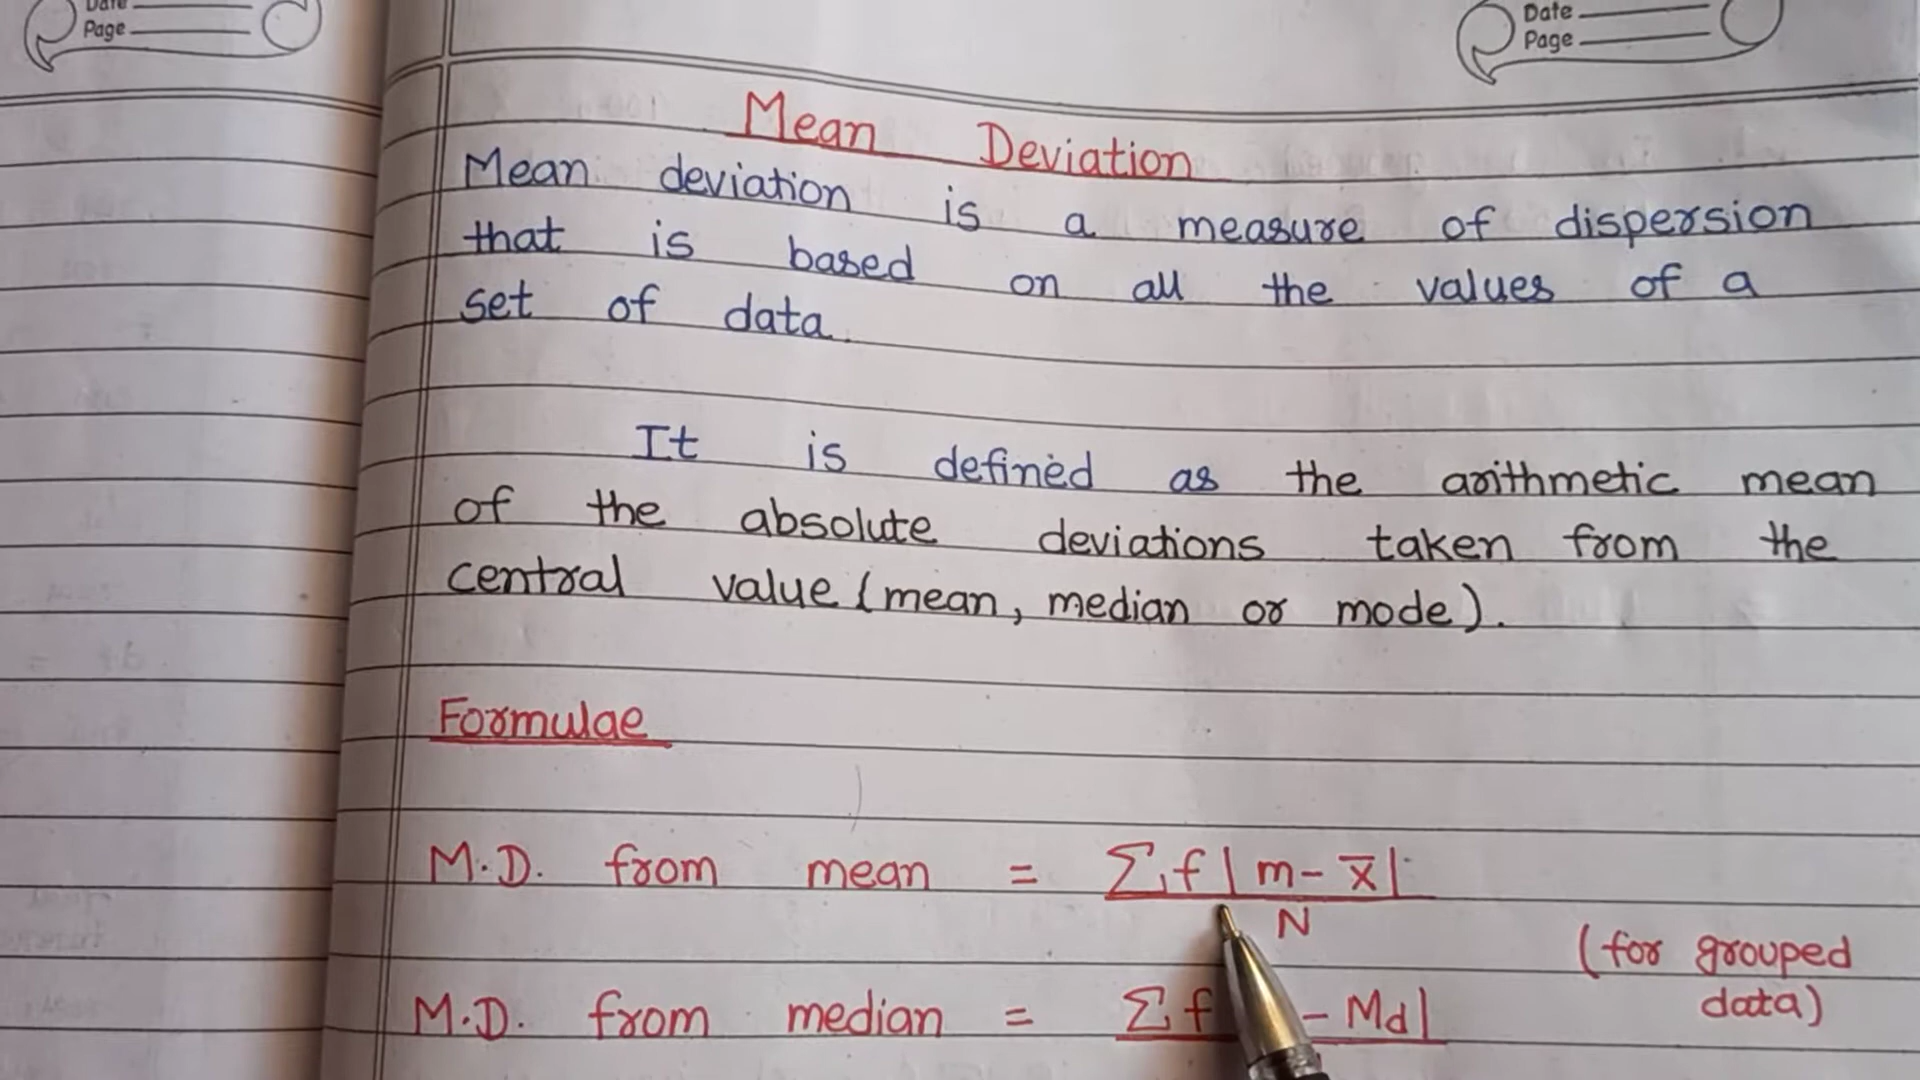 Date
Page
Date
Page
Mean Deviation
Mean deviation is a measure of dispersion
that is based on all the values of a
set of data.
It is defined as the arithmetic mean
of the absolute deviations taken from the
central value (mean, median or mode).
Formulae
M.D. from mean = Σf|m-x̅|
N
(for grouped
data)
M.D. from median = Σf - Md|